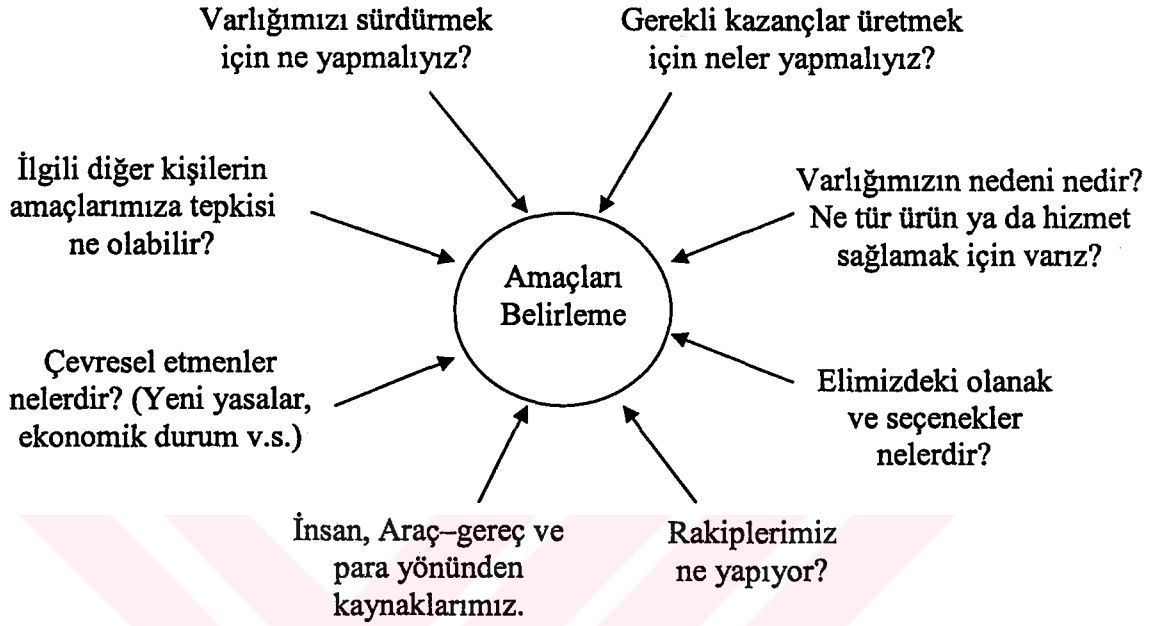 Varlığımızı sürdürmek
için ne yapmalıyız?
Gerekli kazançlar üretmek
için neler yapmalıyız?
İlgili diğer kişilerin
amaçlarımıza tepkisi
ne olabilir?
Varlığımızın nedeni nedir?
Ne tür ürün ya da hizmet
sağlamak için varız?
Amaçları
Belirleme
Çevresel etmenler
nelerdir? (Yeni yasalar,
ekonomik durum v.s.)
Elimizdeki olanak
ve seçenekler
nelerdir?
İnsan, Araç–gereç ve
para yönünden
kaynaklarımız.
Rakiplerimiz
ne yapıyor?